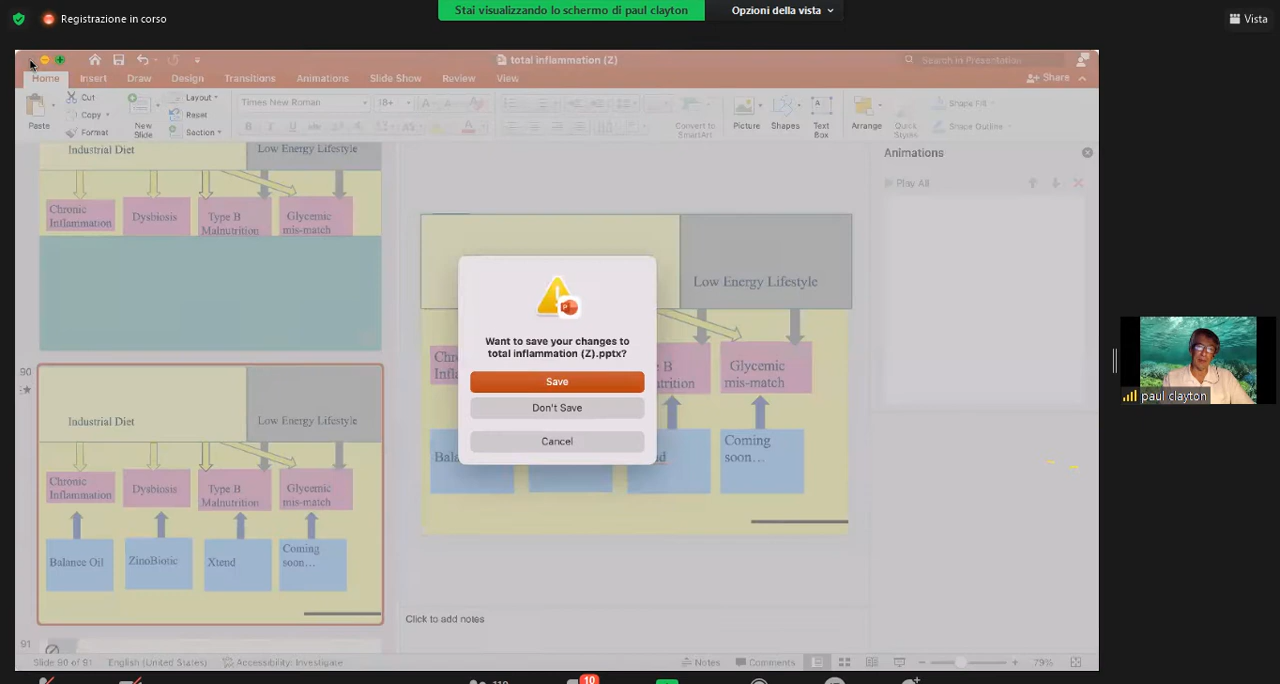 Registrazione in corso
Stai visualizzando lo schermo di paul clayton
Opzioni della vista
Vista
total inflammation (Z)
Search in Presentation
Home Insert Draw Design Transitions Animations Slide Show Review View
Share
Paste
Cut
Copy
Format
New Slide
Layout
Reset
Section
Times New Roman
18+
Convert to SmartArt
Picture
Shapes
Text Box
Arrange
Quick Styles
Shape Fill
Shape Outline
Industrial Diet
Low Energy Lifestyle
Chronic Inflammation
Dysbiosis
Type B Malnutrition
Glycemic mis-match
90
Industrial Diet
Low Energy Lifestyle
Chronic Inflammation
Dysbiosis
Type B Malnutrition
Glycemic mis-match
Balance Oil
ZinoBiotic
Xtend
Coming soon...
91
Low Energy Lifestyle
Glycemic mis-match
Coming soon...
Want to save your changes to
total inflammation (Z).pptx?
Save
Don't Save
Cancel
Animations
Play All
Click to add notes
paul clayton
Slide 90 of 91
English (United States)
Accessibility: Investigate
Notes
Comments
79%
10